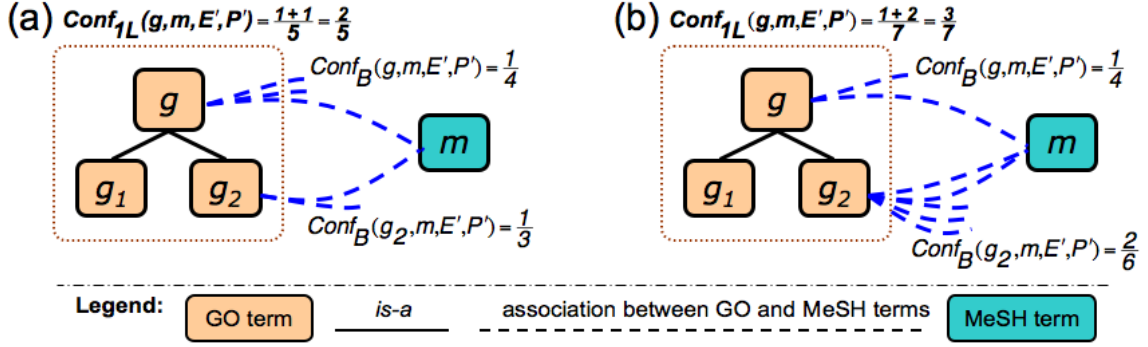 (a) Conf1L(g,m,E',P') = 1+1/5 = 2/5
ConfB(g,m,E',P') = 1/4
g
m
g1
g2
ConfB(g2,m,E',P') = 1/3
(b) Conf1L(g,m,E',P') = 1+2/7 = 3/7
ConfB(g,m,E',P') = 1/4
g
m
g1
g2
ConfB(g2,m,E',P') = 2/6
Legend: GO term is-a association between GO and MeSH terms MeSH term